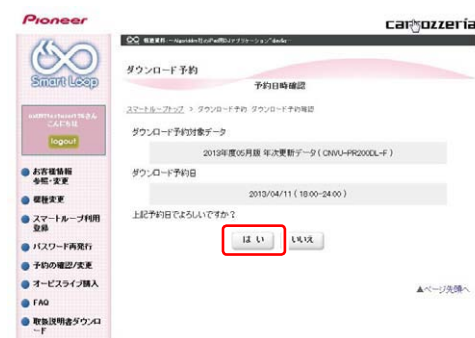 Pioneer
carrozzeria
Smart Loop
ダウンロード予約
予約日時確認
スマートループトップ > ダウンロード予約 ダウンロード予約確認
こんにちは
logout
ダウンロード予約対象データ
2013年度05月版 年次更新データ( CNVU-PR200DL-F )
ダウンロード予約日
2013/04/11 ( 18:00-24:00 )
上記予約日でよろしいですか?
はい
いいえ
お客様情報
参照・変更
機種変更
スマートループ利用
登録
パスワード再発行
予約の確認/変更
オービスライブ購入
FAQ
取扱説明書ダウンロ
ード
▲ページ先頭へ